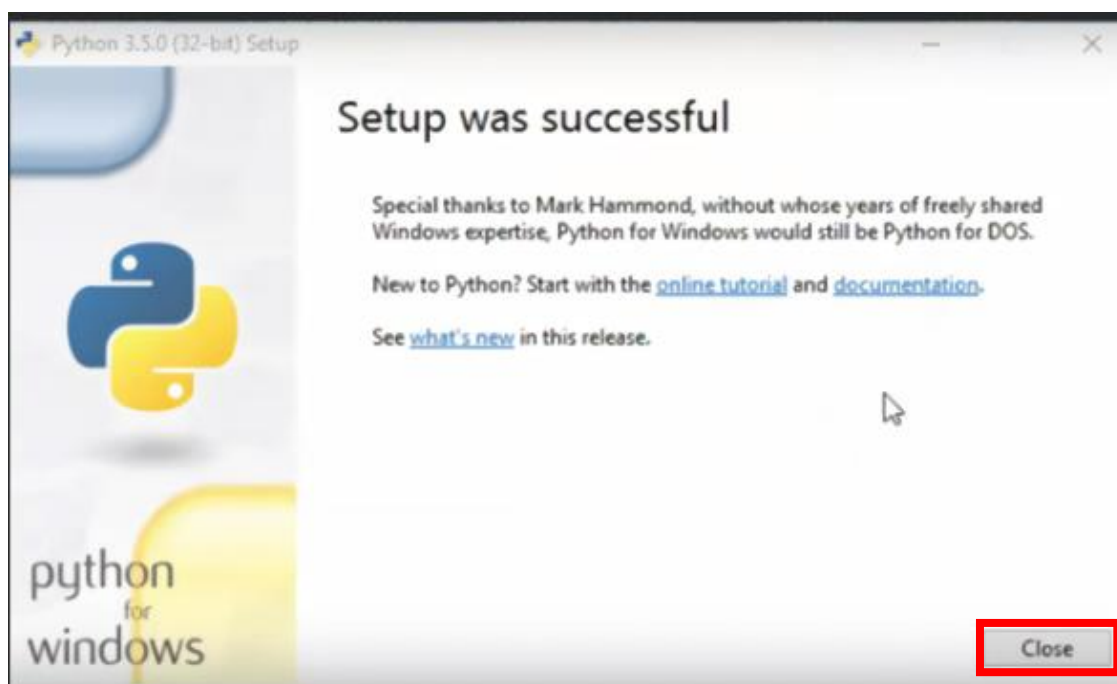 Python 3.5.0 (32-bit) Setup
Setup was successful
Special thanks to Mark Hammond, without whose years of freely shared
Windows expertise, Python for Windows would still be Python for DOS.
New to Python? Start with the online tutorial and documentation.
See what's new in this release.
python
for
windows
Close